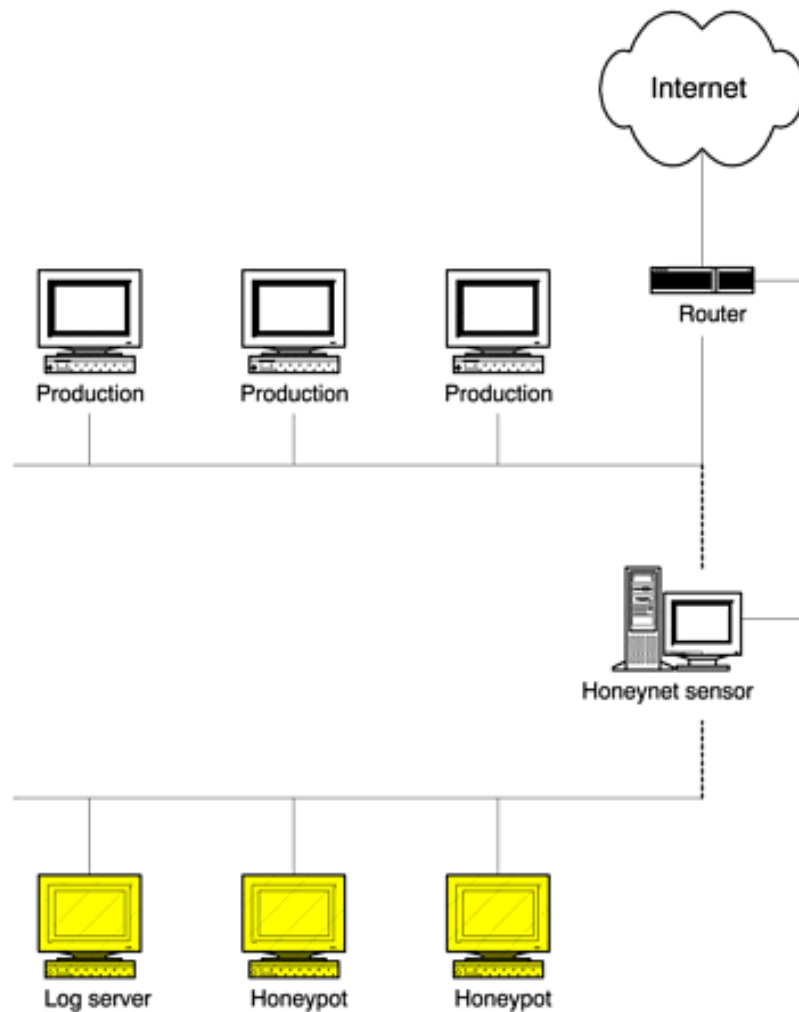 Internet
Router
Production
Production
Production
Honeynet sensor
Log server
Honeypot
Honeypot